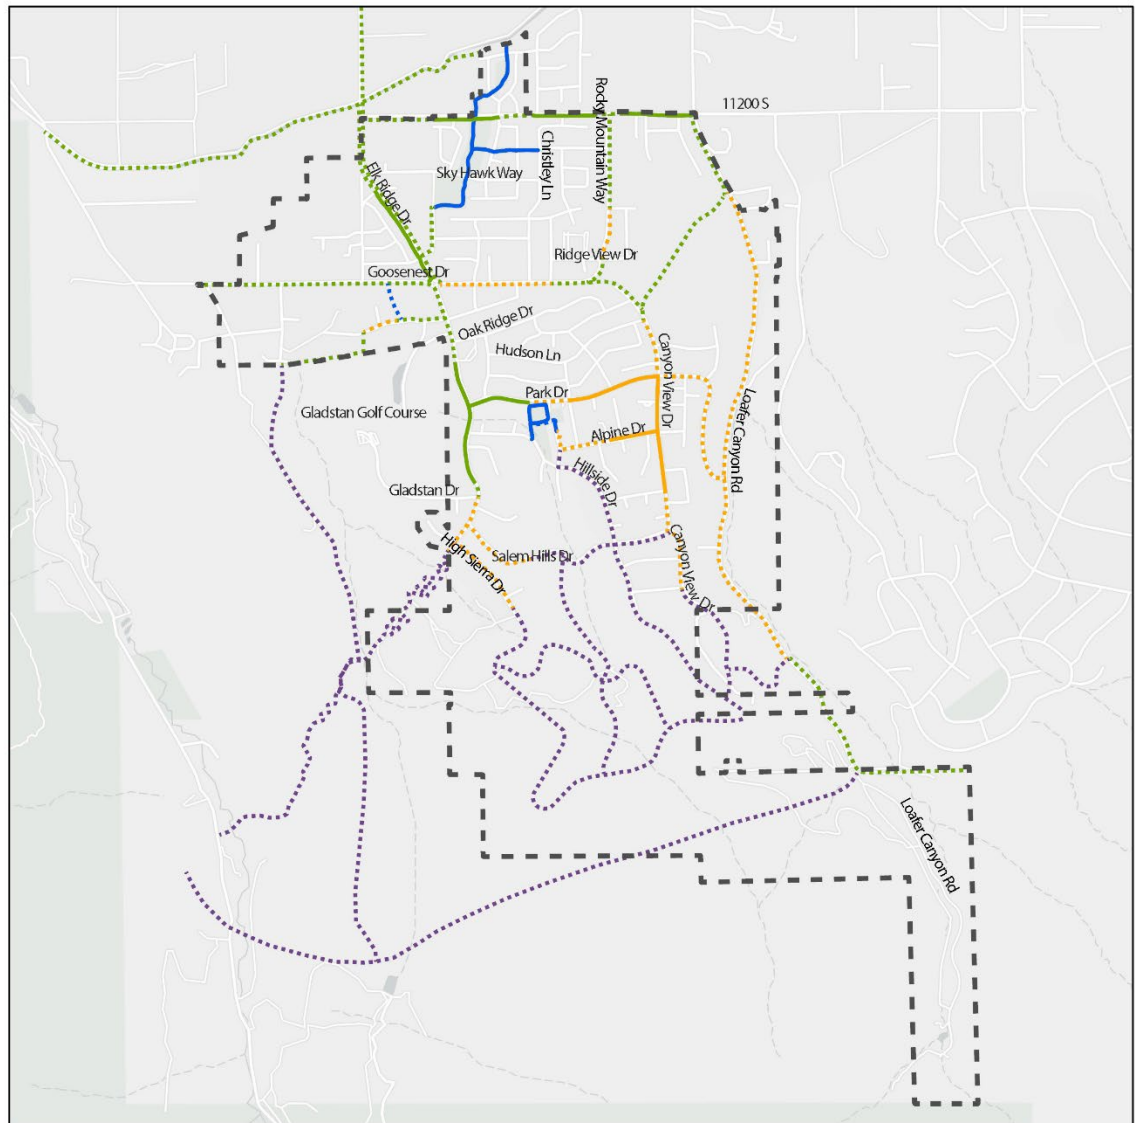 11200 S
Rocky Mountain Way
Christley Ln
Sky Hawk Way
Elk Ridge Dr
Ridge View Dr
Goosenest Dr
Oak Ridge Dr
Hudson Ln
Canyon View Dr
Park Dr
Loafer Canyon Rd
Gladstan Golf Course
Alpine Dr
Hillside Dr
Gladstan Dr
High Sierra Dr
Salem Hills Dr
Canyon View Dr
Loafer Canyon Rd